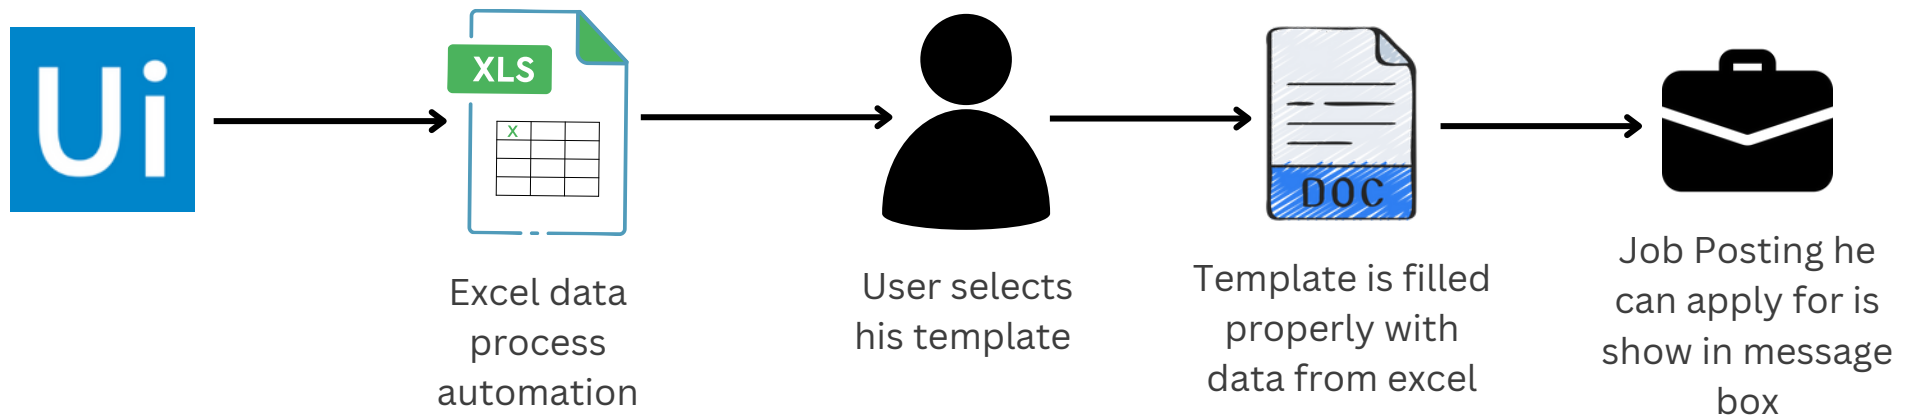 Ui
XLS
X
DOC
Excel data
process
automation
User selects
his template
Template is filled
properly with
data from excel
Job Posting he
can apply for is
show in message
box